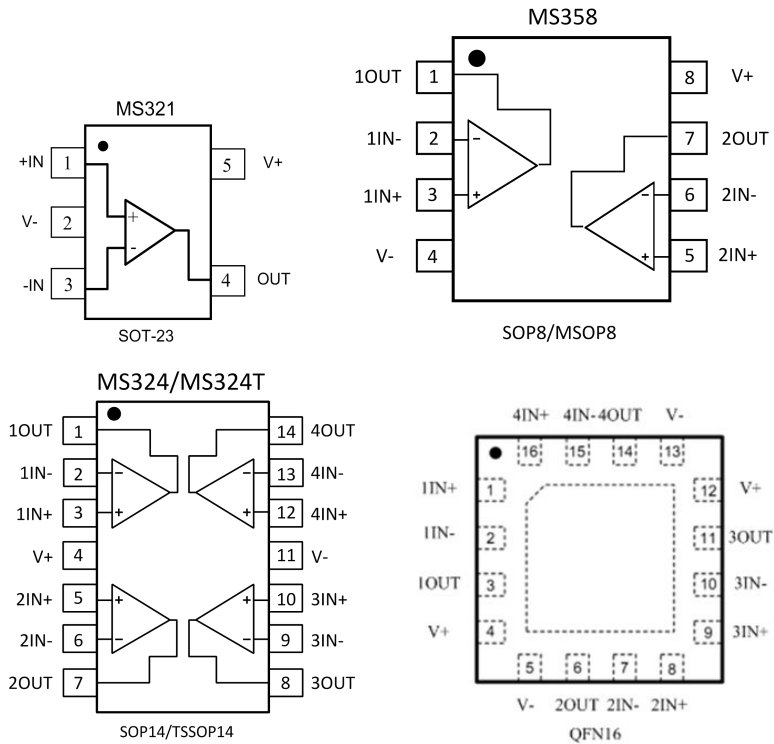 MS321
+IN 1 5 V+
V- 2
-IN 3 4 OUT
+
-
SOT-23
MS358
1OUT 1 8 V+
1IN- 2 − 7 2OUT
1IN+ 3 + − 6 2IN-
V- 4 + 5 2IN+
SOP8/MSOP8
MS324/MS324T
1OUT 1 14 4OUT
1IN- 2 − − 13 4IN-
1IN+ 3 + + 12 4IN+
V+ 4 11 V-
2IN+ 5 + + 10 3IN+
2IN- 6 − − 9 3IN-
2OUT 7 8 3OUT
SOP14/TSSOP14
4IN+ 4IN- 4OUT V-
16 15 14 13
1IN+ 1 12 V+
1IN- 2 11 3OUT
1OUT 3 10 3IN-
V+ 4 9 3IN+
5 6 7 8
V- 2OUT 2IN- 2IN+
QFN16